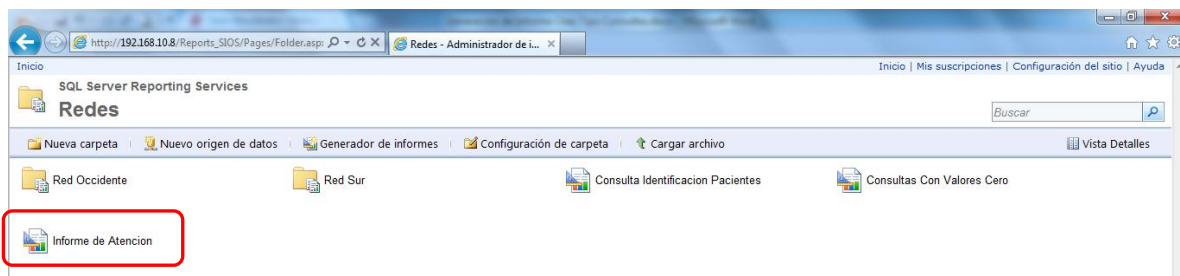 http://192.168.10.8/Reports_SIOS/Pages/Folder.asp:
Redes - Administrador de i...
Inicio
Inicio | Mis suscripciones | Configuración del sitio | Ayuda
SQL Server Reporting Services
Redes
Buscar
Nueva carpeta | Nuevo origen de datos | Generador de informes | Configuración de carpeta | Cargar archivo
Vista Detalles
Red Occidente
Red Sur
Consulta Identificacion Pacientes
Consultas Con Valores Cero
Informe de Atencion